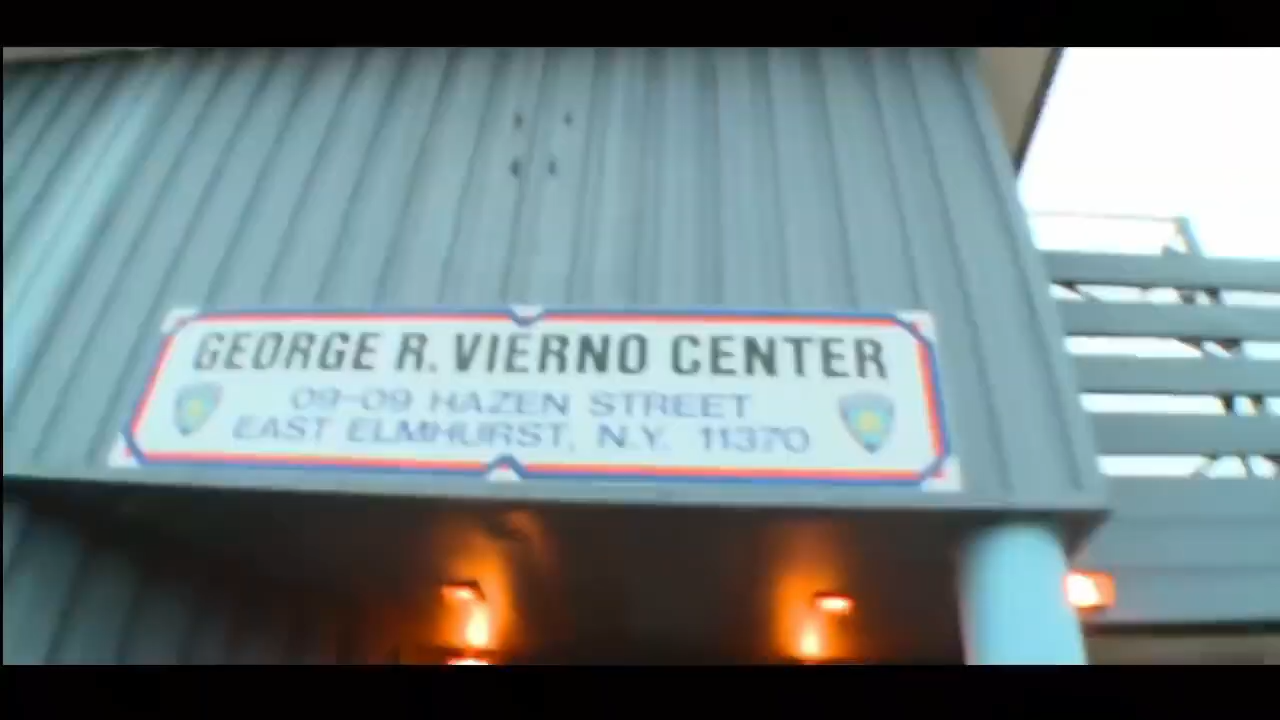 GEORGE R. VIERNO CENTER
09-09 HAZEN STREET
EAST ELMHURST, N.Y. 11370